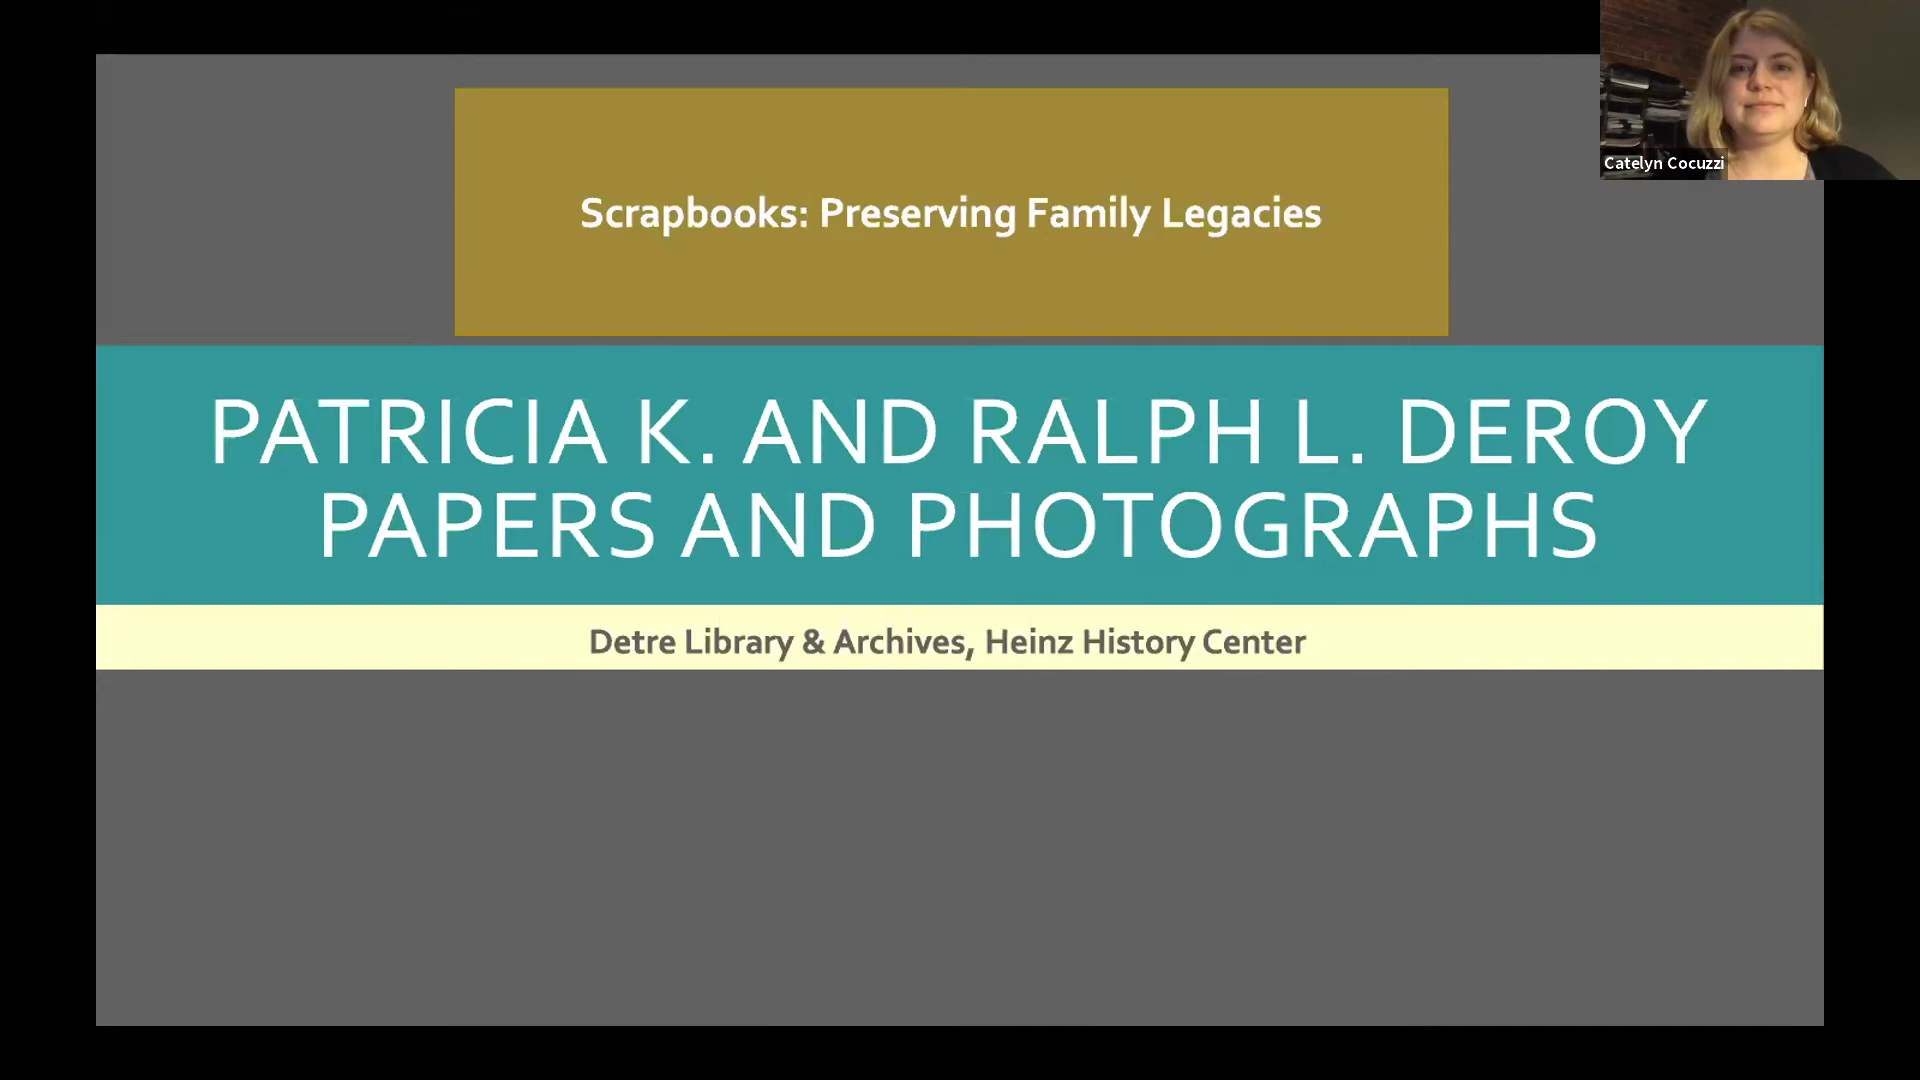 Scrapbooks: Preserving Family Legacies
PATRICIA K. AND RALPH L. DEROY
PAPERS AND PHOTOGRAPHS
Detre Library & Archives, Heinz History Center
Catelyn Cocuzzi